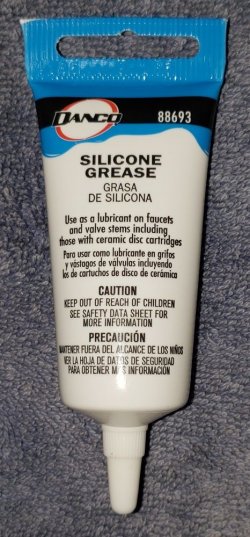 DANCO
88693
SILICONE
GREASE
GRASA
DE SILICONA
Use as a lubricant on faucets
and valve stems including
those with ceramic disc cartridges
Para usar como lubricante en grifos
y vástagos de válvulas incluyendo
los de cartuchos de disco de cerámica
CAUTION
KEEP OUT OF REACH OF CHILDREN
SEE SAFETY DATA SHEET FOR
MORE INFORMATION
PRECAUCIÓN
MANTENER FUERA DEL ALCANCE DE LOS NIÑOS
VER LA HOJA DE DATOS DE SEGURIDAD
PARA OBTENER MÁS INFORMACIÓN